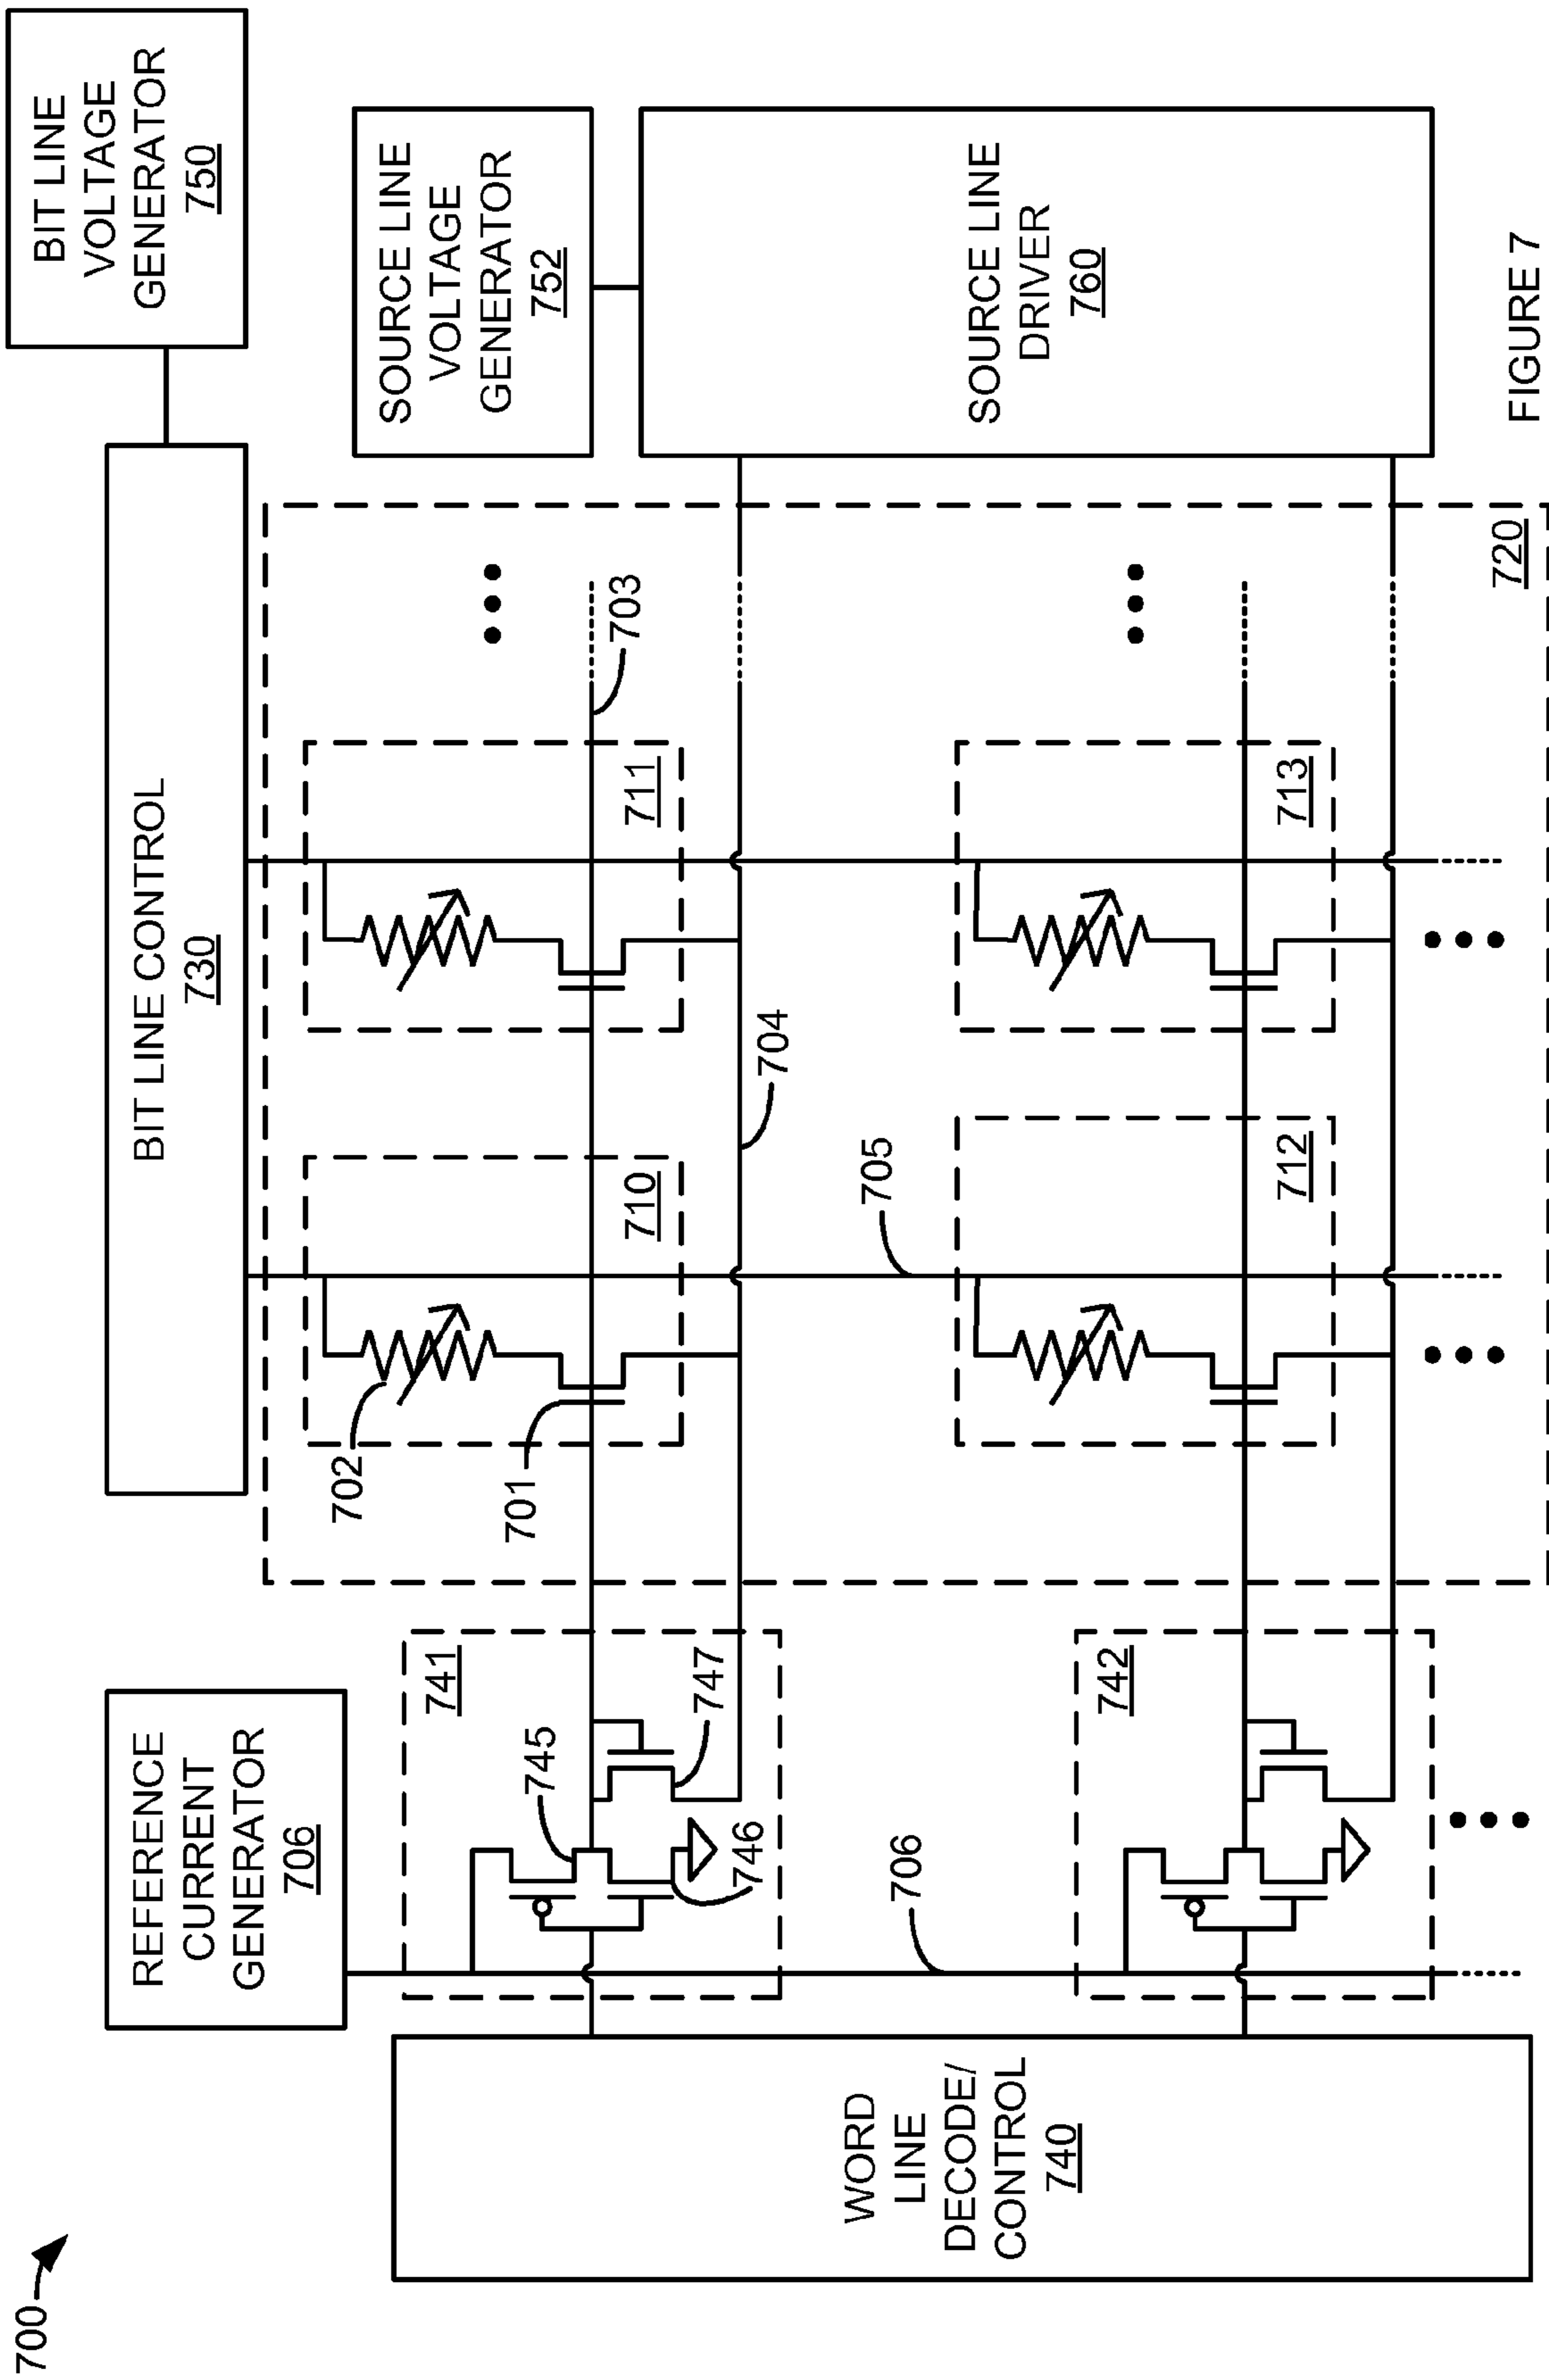 700
REFERENCE
CURRENT
GENERATOR
706
BIT LINE CONTROL
730
BIT LINE
VOLTAGE
GENERATOR
750
WORD
LINE
DECODE/
CONTROL
740
741
745
747
746
706
742
702
701
710
711
703
704
705
712
713
720
SOURCE LINE
VOLTAGE
GENERATOR
752
SOURCE LINE
DRIVER
760
FIGURE 7